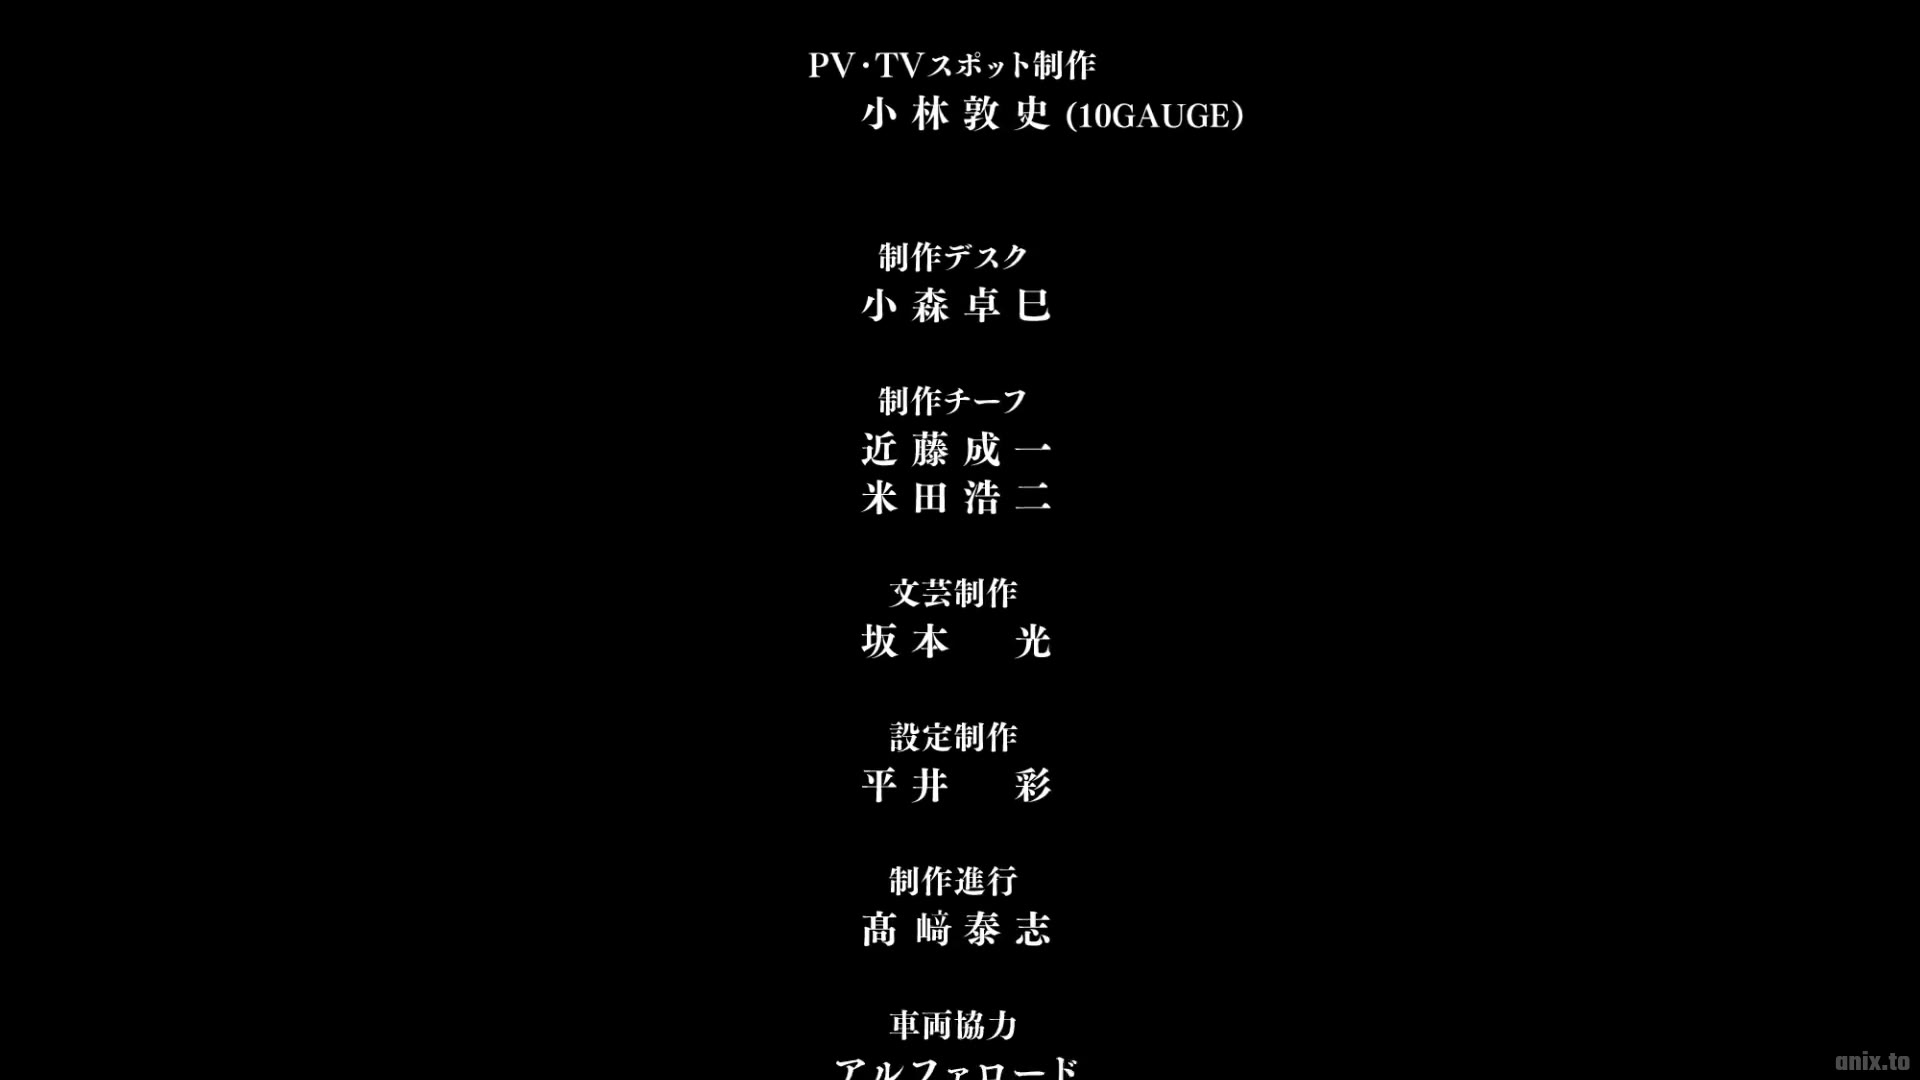 PV・TVスポット制作
小林敦史(10GAUGE)
制作デスク
小森卓巳
制作チーフ
近藤成一
米田浩二
文芸制作
坂本 光
設定制作
平井 彩
制作進行
髙﨑泰志
車両協力
アルファロード
anix.to